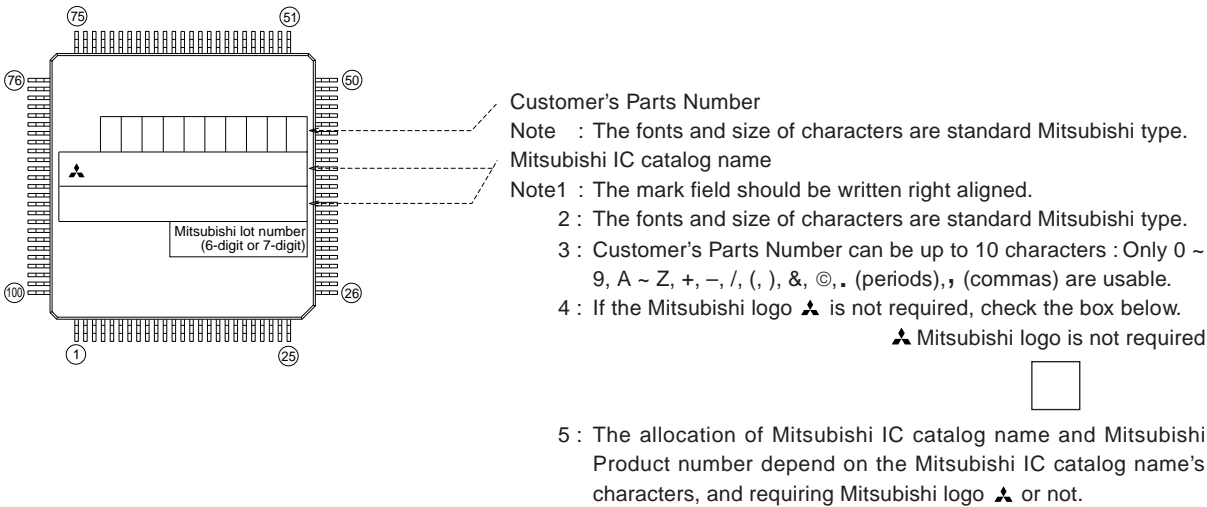 75 51
76 50
Mitsubishi lot number
(6-digit or 7-digit)
100 26
1 25
Customer's Parts Number
Note : The fonts and size of characters are standard Mitsubishi type.
Mitsubishi IC catalog name
Note1 : The mark field should be written right aligned.
2 : The fonts and size of characters are standard Mitsubishi type.
3 : Customer's Parts Number can be up to 10 characters : Only 0 ~
9, A ~ Z, +, –, /, (, ), &, ©, . (periods), , (commas) are usable.
4 : If the Mitsubishi logo is not required, check the box below.
Mitsubishi logo is not required
5 : The allocation of Mitsubishi IC catalog name and Mitsubishi
Product number depend on the Mitsubishi IC catalog name's
characters, and requiring Mitsubishi logo or not.